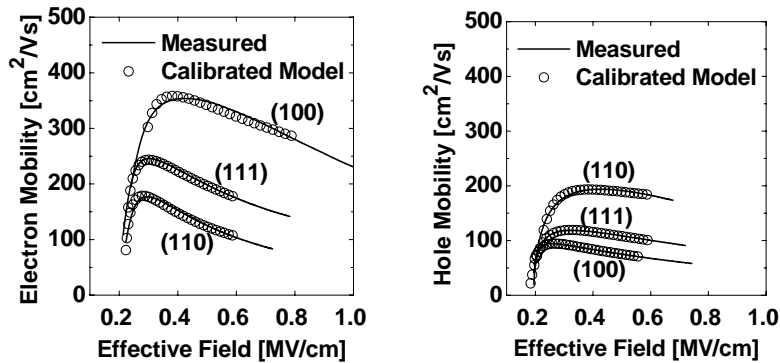 Electron Mobility [cm²/Vs]
500
400
300
200
100
0
Measured
Calibrated Model
(100)
(111)
(110)
0.2 0.4 0.6 0.8 1.0
Effective Field [MV/cm]
Hole Mobility [cm²/Vs]
500
400
300
200
100
0
Measured
Calibrated Model
(110)
(111)
(100)
0.2 0.4 0.6 0.8 1.0
Effective Field [MV/cm]